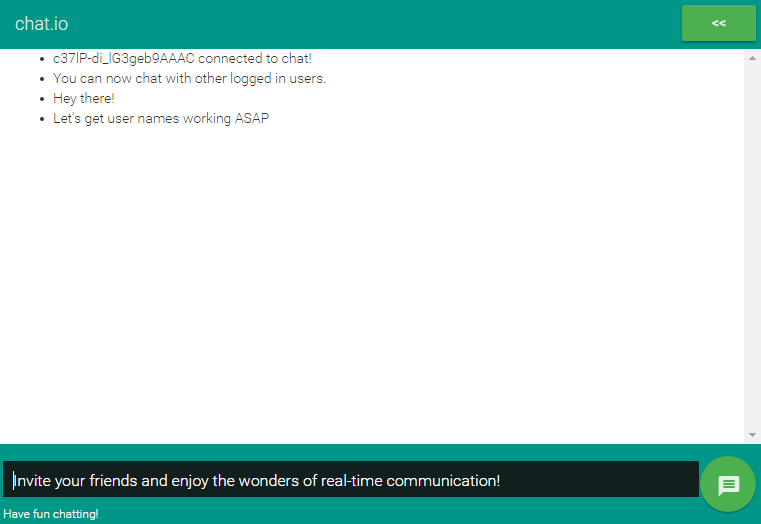 chat.io
<<
c37lP-di_lG3geb9AAAC connected to chat!
You can now chat with other logged in users.
Hey there!
Let's get user names working ASAP
Invite your friends and enjoy the wonders of real-time communication!
Have fun chatting!